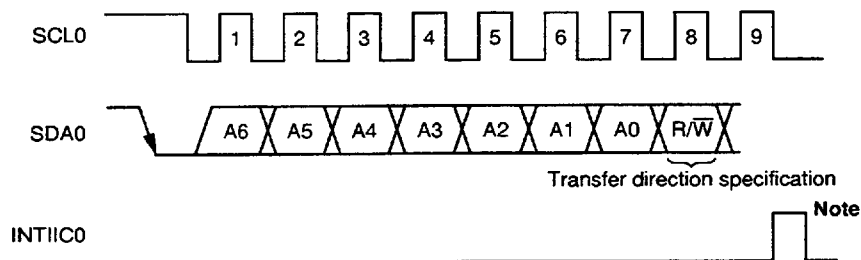 SCL0 1 2 3 4 5 6 7 8 9
SDA0 A6 A5 A4 A3 A2 A1 A0 R/W̅
Transfer direction specification
Note
INTIIC0